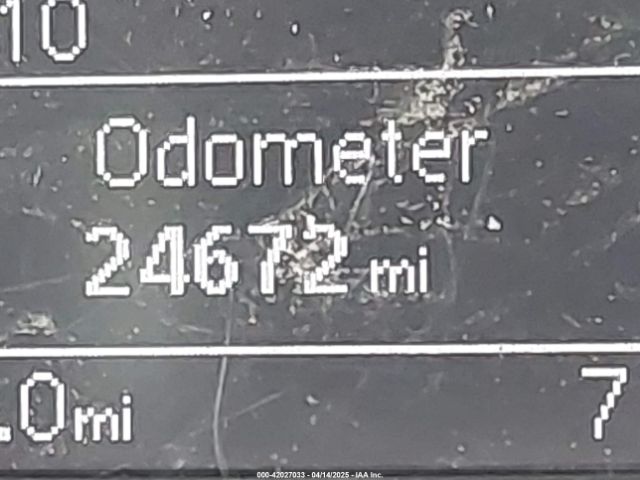 10
Odometer
24672 mi
.0mi 7
000-42027033 - 04/14/2025 - IAA Inc.